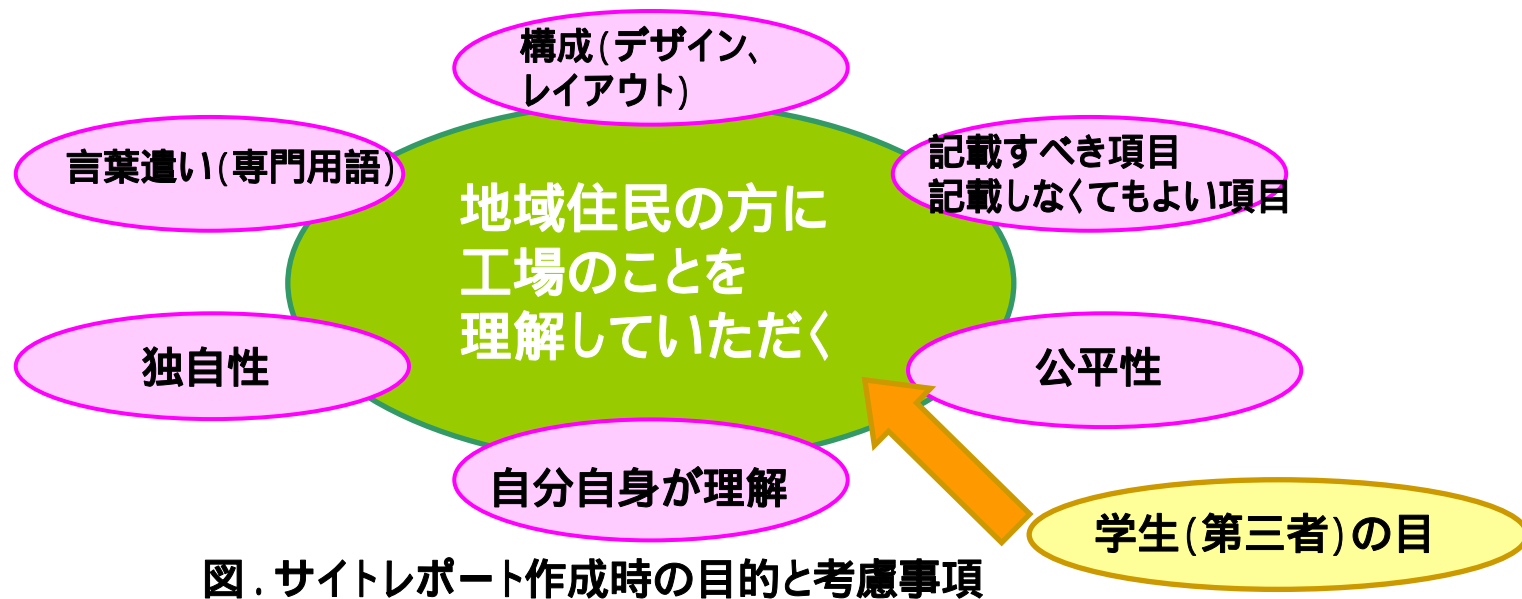 構成(デザイン、
レイアウト)
言葉遣い(専門用語)
記載すべき項目
記載しなくてもよい項目
地域住民の方に
工場のことを
理解していただく
独自性
公平性
自分自身が理解
学生(第三者)の目
図.サイトレポート作成時の目的と考慮事項